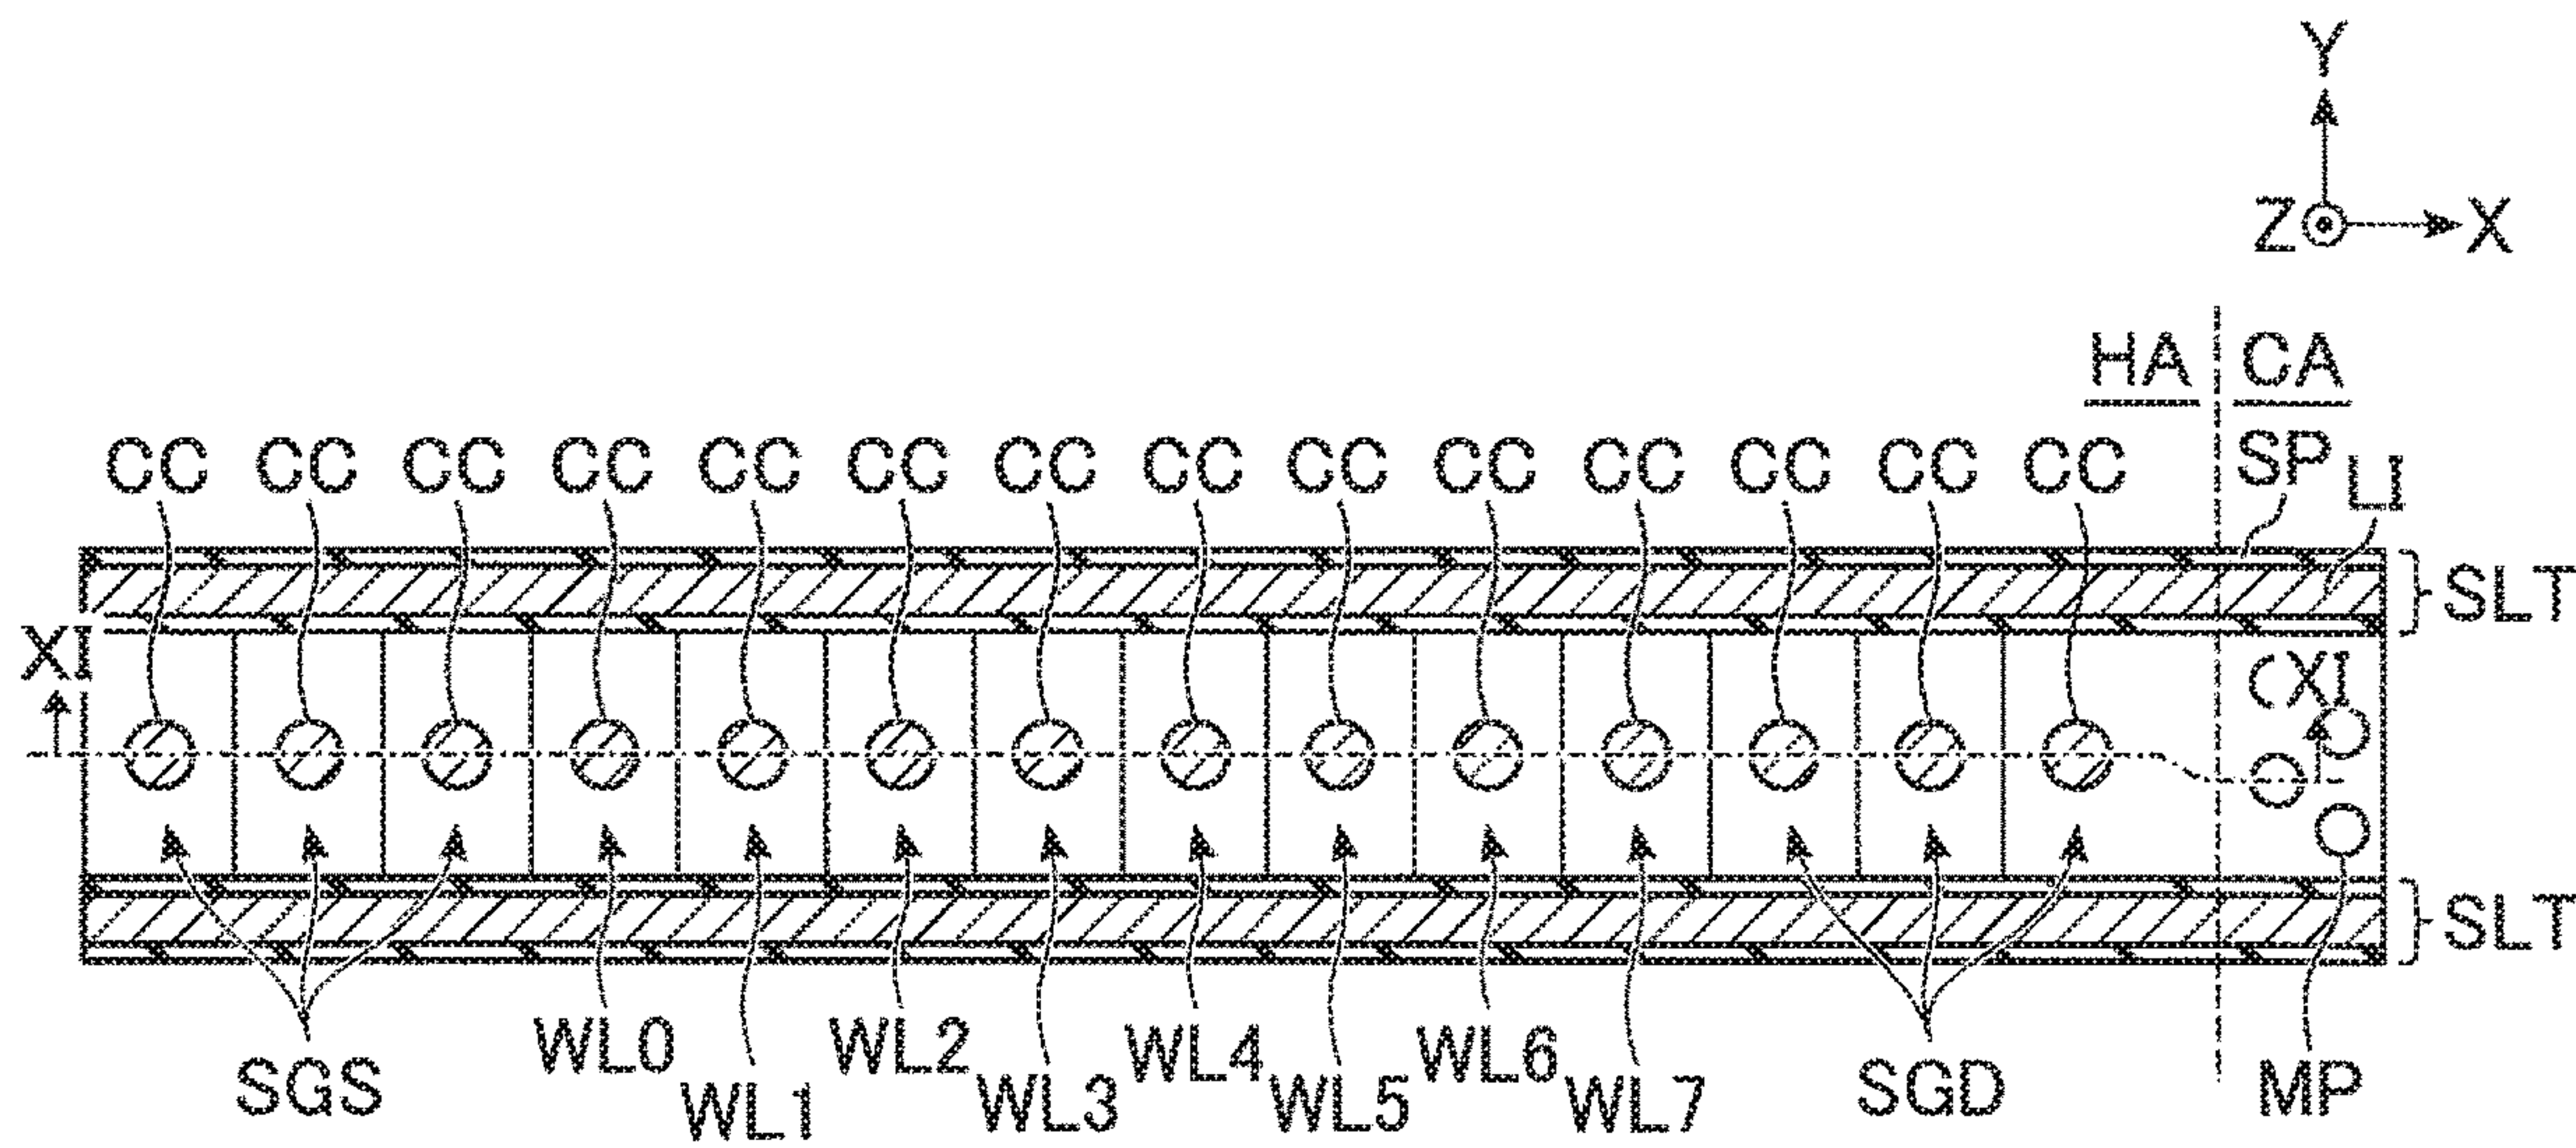 Y
Z X
HA CA
CC CC CC CC CC CC CC CC CC CC CC CC CC CC SP LI
SLT
XI XI
SLT
WL0 WL2 WL4 WL6
SGS WL1 WL3 WL5 WL7 SGD MP